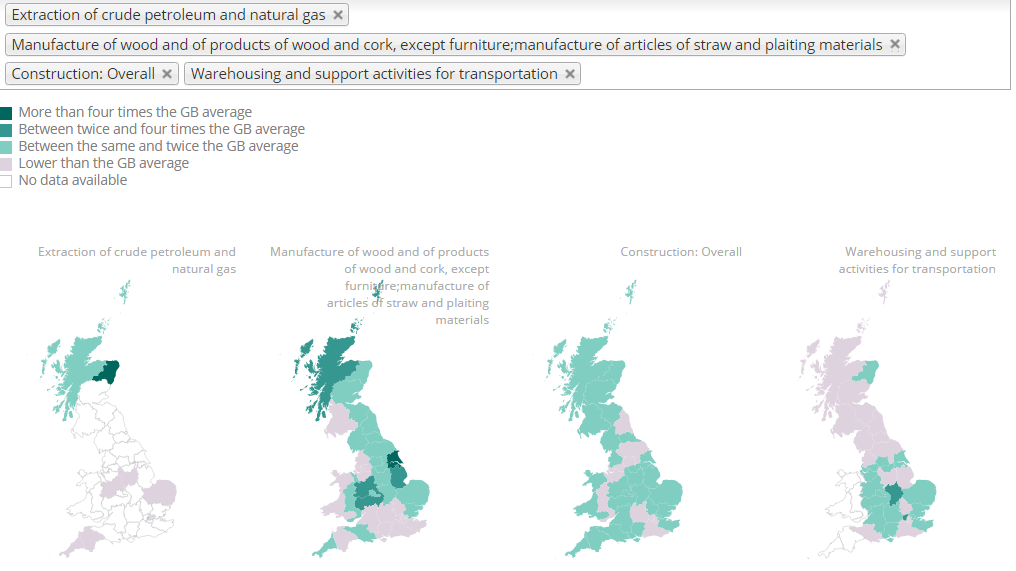 Extraction of crude petroleum and natural gas ×
Manufacture of wood and of products of wood and cork, except furniture;manufacture of articles of straw and plaiting materials ×
Construction: Overall × Warehousing and support activities for transportation ×
More than four times the GB average
Between twice and four times the GB average
Between the same and twice the GB average
Lower than the GB average
No data available
Extraction of crude petroleum and
natural gas
Manufacture of wood and of products
of wood and cork, except
furniture;manufacture of
articles of straw and plaiting
materials
Construction: Overall
Warehousing and support
activities for transportation